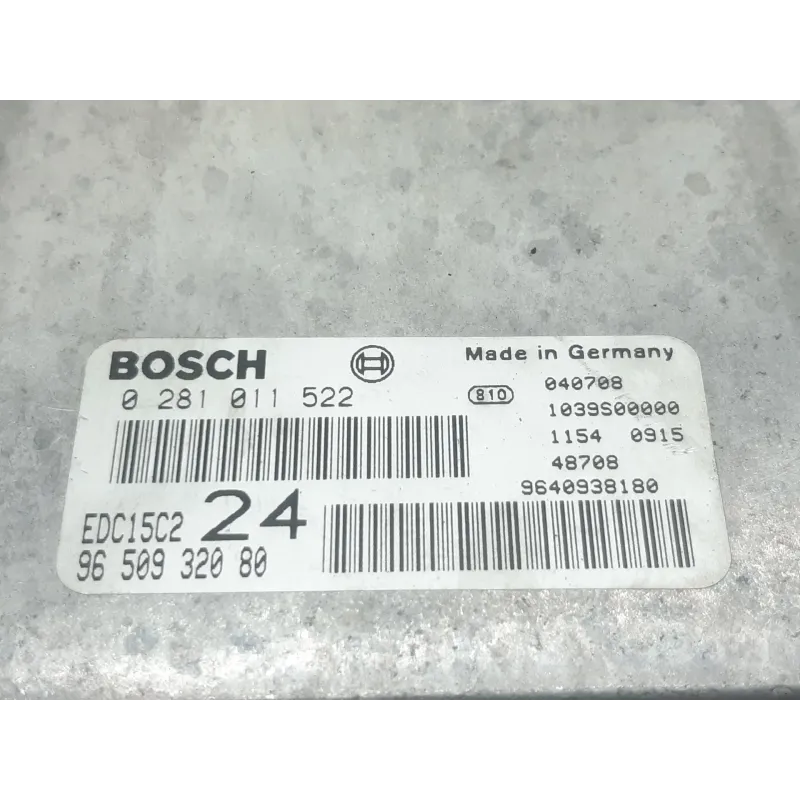 BOSCH
0 281 011 522
EDC15C2 24
96 509 320 80
Made in Germany
810 040708
1039S00000
1154 0915
48708
9640938180